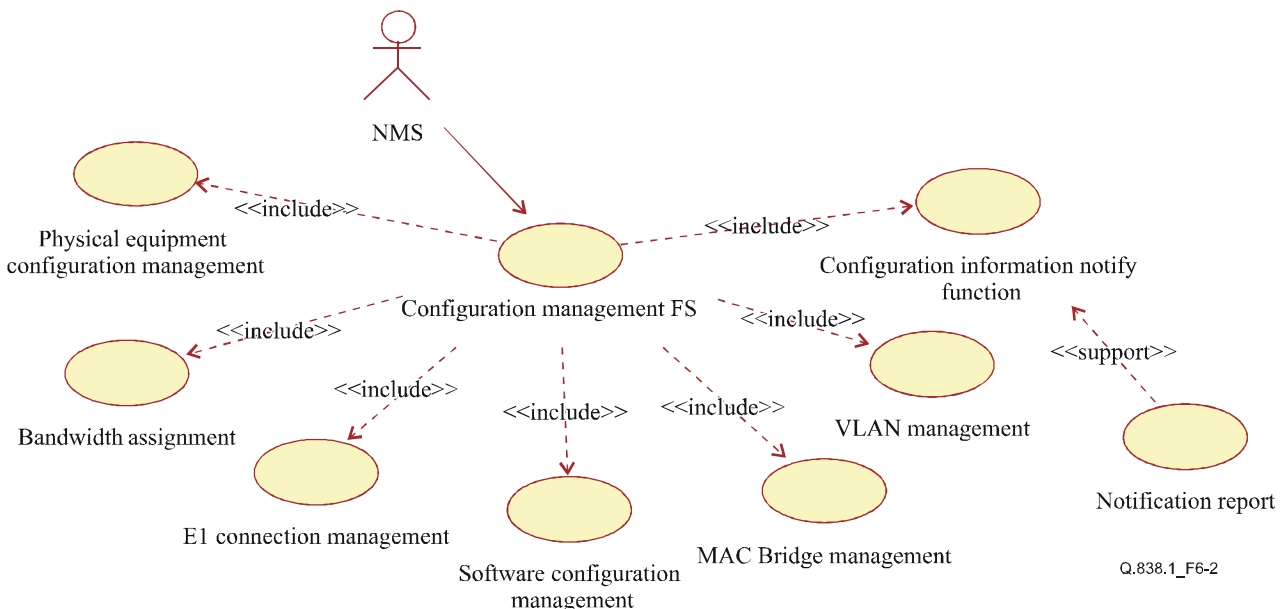 NMS
<<include>>
<<include>>
Physical equipment
configuration management
Configuration information notify
function
Configuration management FS
<<include>>
<<include>>
<<support>>
<<include>>
<<include>>
<<include>>
Bandwidth assignment
VLAN management
E1 connection management
Notification report
MAC Bridge management
Software configuration
management
Q.838.1_F6-2